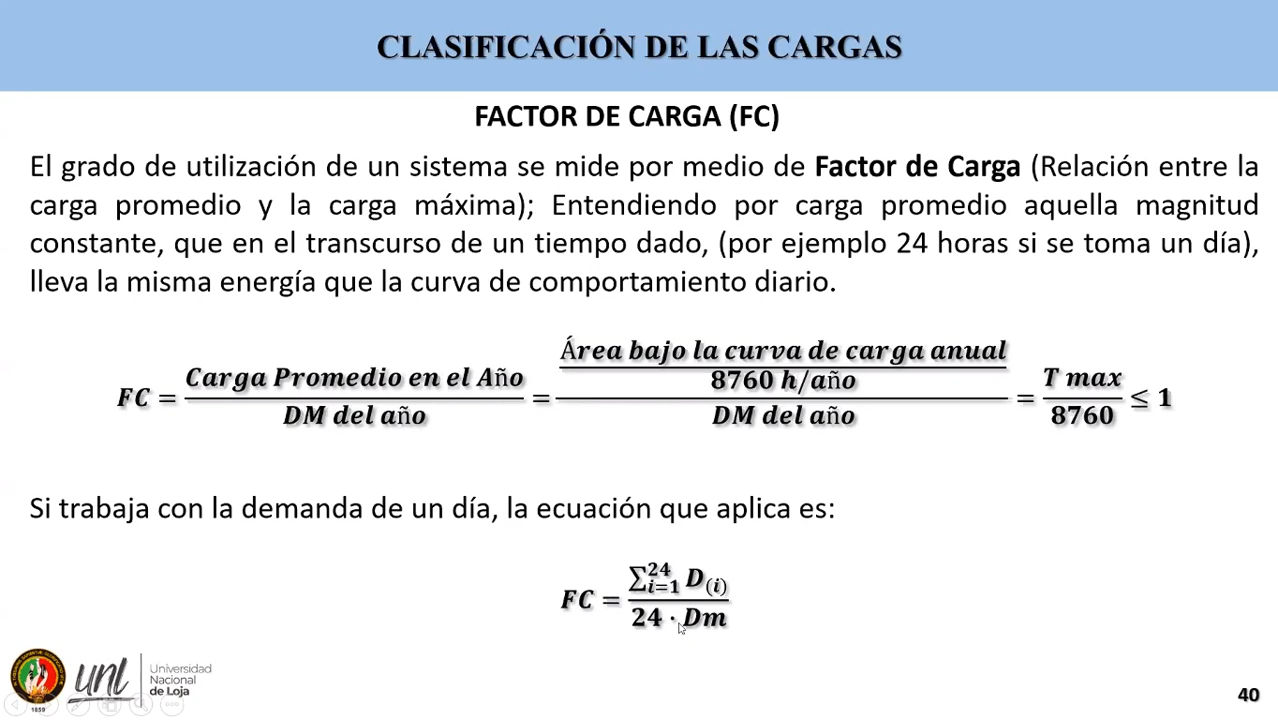 CLASIFICACIÓN DE LAS CARGAS
FACTOR DE CARGA (FC)
El grado de utilización de un sistema se mide por medio de Factor de Carga (Relación entre la
carga promedio y la carga máxima); Entendiendo por carga promedio aquella magnitud
constante, que en el transcurso de un tiempo dado, (por ejemplo 24 horas si se toma un día),
lleva la misma energía que la curva de comportamiento diario.
FC = Carga Promedio en el Año / DM del año = (Área bajo la curva de carga anual / 8760 h/año) / DM del año = T max / 8760 ≤ 1
Si trabaja con la demanda de un día, la ecuación que aplica es:
FC = ∑_{i=1}^{24} D_(i) / 24 · Dm
unl
Universidad
Nacional
de Loja
1859
40